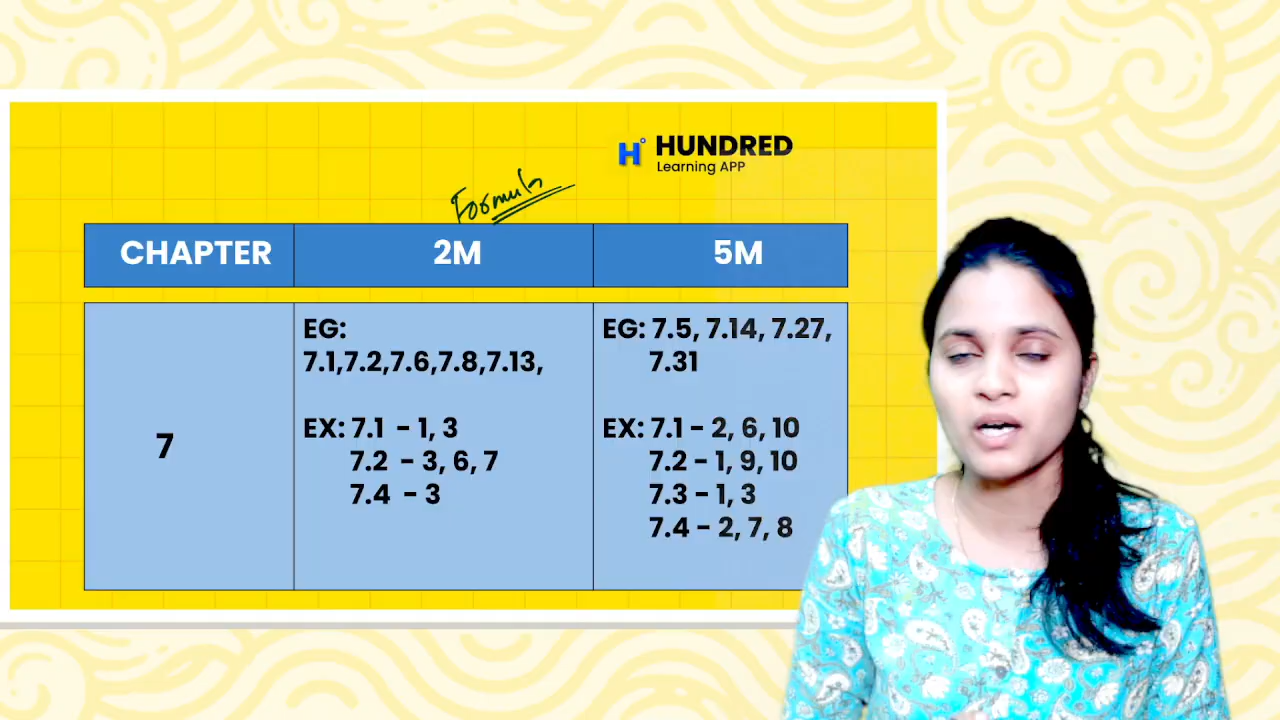 H° HUNDRED
Learning APP
Formula
CHAPTER 2M 5M
7
EG:
7.1,7.2,7.6,7.8,7.13,
EX: 7.1 - 1, 3
7.2 - 3, 6, 7
7.4 - 3
EG: 7.5, 7.14, 7.27,
7.31
EX: 7.1 - 2, 6, 10
7.2 - 1, 9, 10
7.3 - 1, 3
7.4 - 2, 7, 8